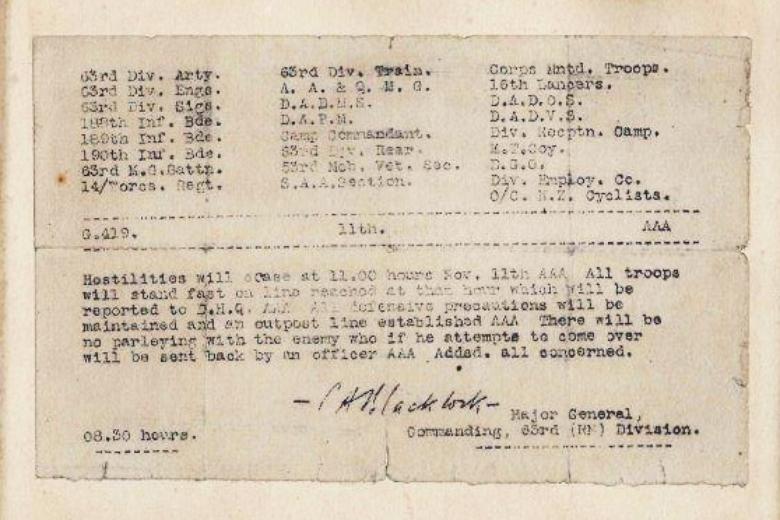 63rd Div. Arty. 63rd Div. Train. Corps Mntd. Troops.
63rd Div. Engs. A. A. & Q. M. G. 16th Lancers.
63rd Div. Sigs. D.A.D.M.S. D.A.D.O.S.
188th Inf. Bde. D.A.P.M. D.A.D.V.S.
189th Inf. Bde. Camp Commandant. Div. Recptn. Camp.
190th Inf. Bde. 63rd Div. Rear. M.T.Coy.
63rd M.G.Battn. 53rd Mob. Vet. Sec. D.G.O.
14/Worcs. Regt. S.A.A.Section. Div. Employ. Co.
O/C. N.Z. Cyclists.
G.419. 11th. AAA
Hostilities will cease at 11.00 hours Nov. 11th AAA All troops
will stand fast on line reached at that hour which will be
reported to D.H.Q. AAA All defensive precautions will be
maintained and an outpost line established AAA There will be
no parleying with the enemy who if he attempts to come over
will be sent back by an officer AAA Addsd. all concerned.
C A Blacklock
Major General,
08.30 hours. Commanding, 63rd (RN) Division.